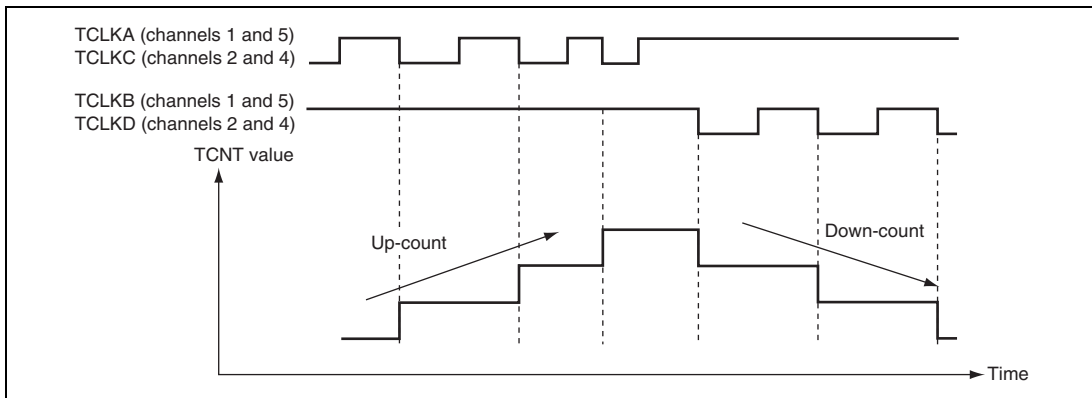 TCLKA (channels 1 and 5)
TCLKC (channels 2 and 4)
TCLKB (channels 1 and 5)
TCLKD (channels 2 and 4)
TCNT value
Up-count
Down-count
Time